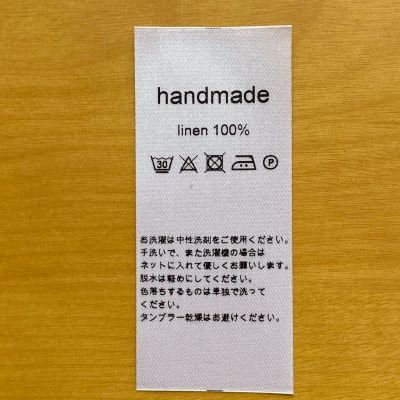 handmade
linen 100%
30 P
お洗濯は中性洗剤をご使用ください。
手洗いで、また洗濯機の場合は
ネットに入れて優しくお願いします。
脱水は軽めにしてください。
色落ちするものは単独で洗って
ください。
タンブラー乾燥はお避けください。